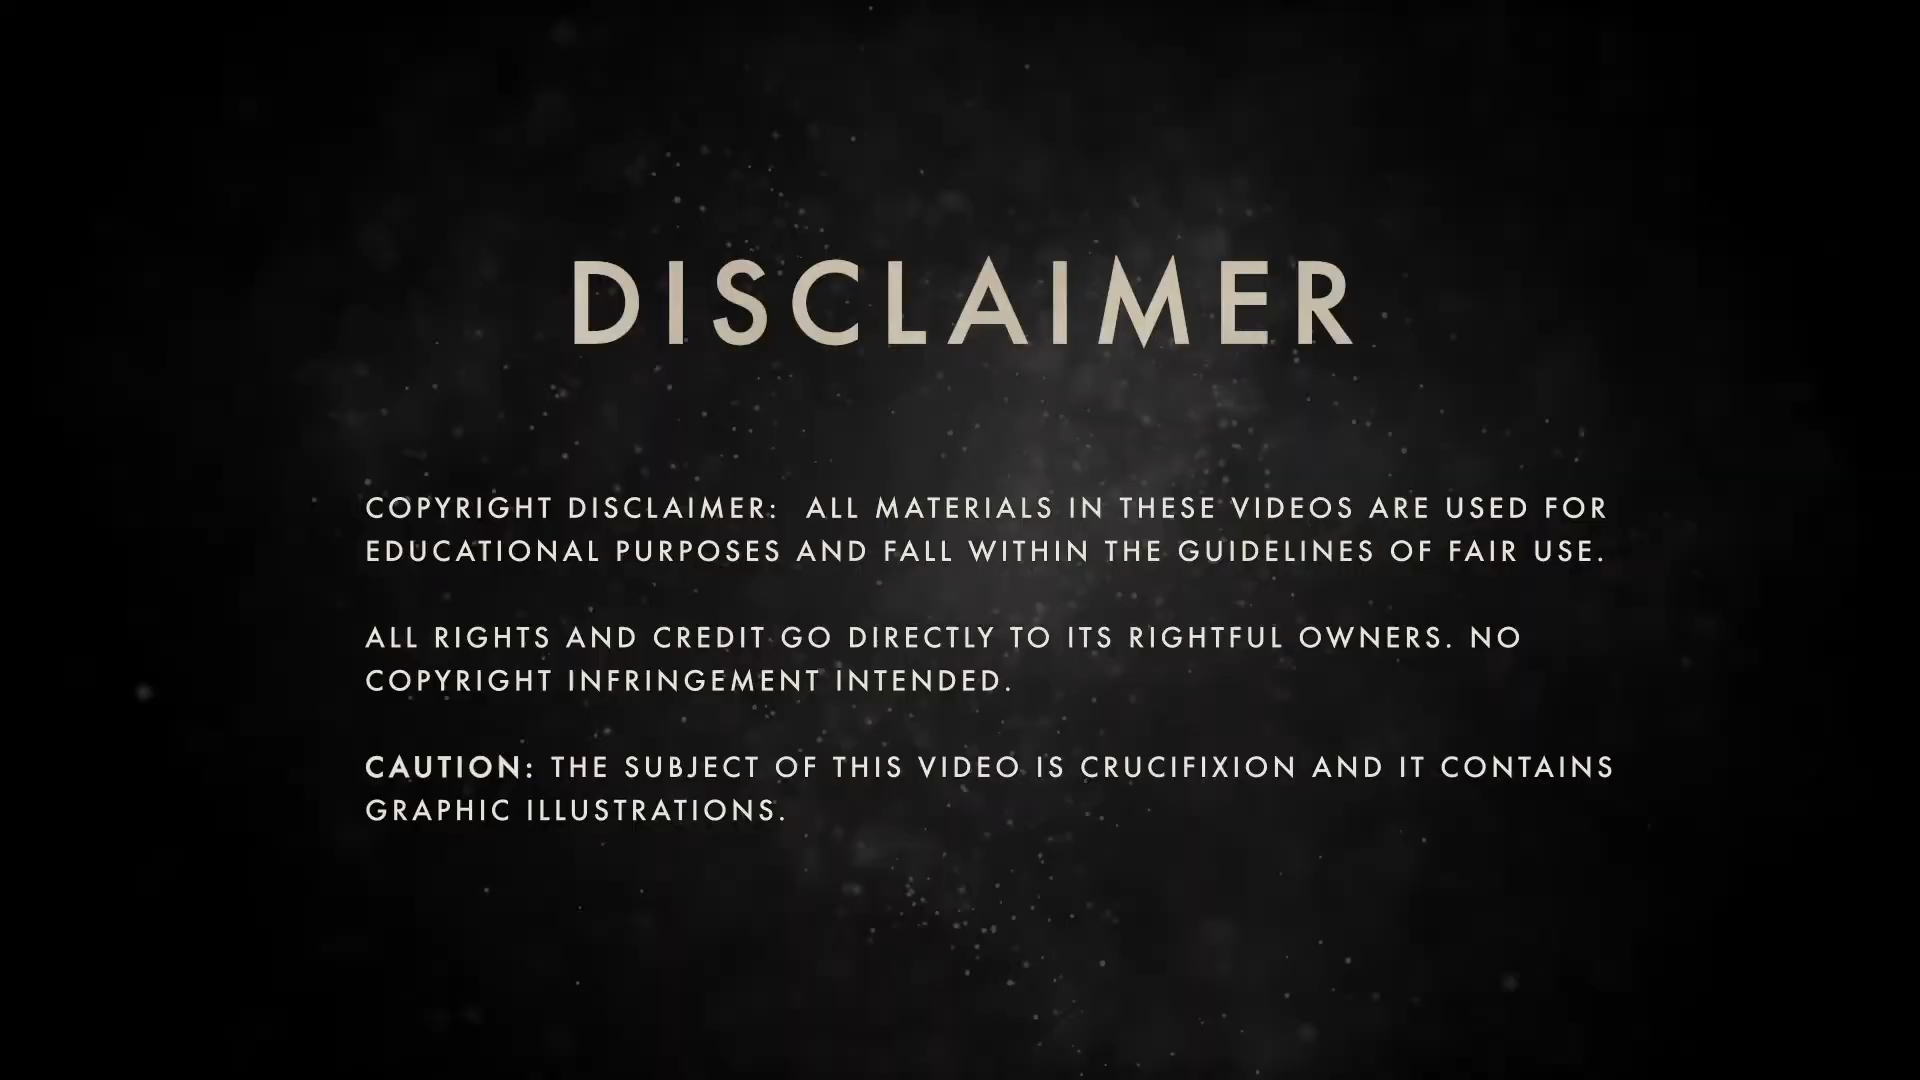 DISCLAIMER
COPYRIGHT DISCLAIMER: ALL MATERIALS IN THESE VIDEOS ARE USED FOR
EDUCATIONAL PURPOSES AND FALL WITHIN THE GUIDELINES OF FAIR USE.
ALL RIGHTS AND CREDIT GO DIRECTLY TO ITS RIGHTFUL OWNERS. NO
COPYRIGHT INFRINGEMENT INTENDED.
CAUTION: THE SUBJECT OF THIS VIDEO IS CRUCIFIXION AND IT CONTAINS
GRAPHIC ILLUSTRATIONS.